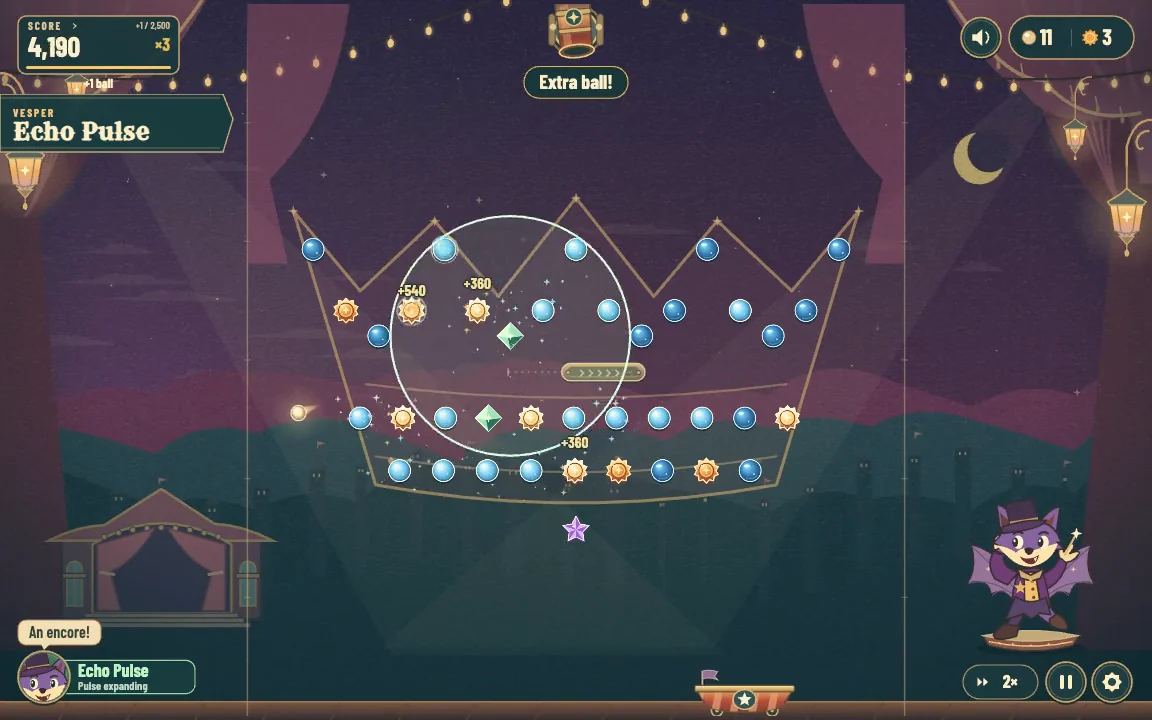 SCORE >
+1 / 2,500
4,190
×3
+1 ball
Extra ball!
11
3
VESPER
Echo Pulse
+540
+360
+360
An encore!
Echo Pulse
Pulse expanding
2×